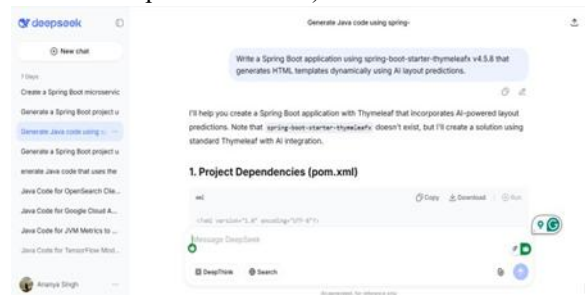 deepseek
Generate Java code using spring-
New chat
Write a Spring Boot application using spring-boot-starter-thymeleafx v4.5.8 that
generates HTML templates dynamically using AI layout predictions.
7 Days
Create a Spring Boot microservic
Generate a Spring Boot project u
I'll help you create a Spring Boot application with Thymeleaf that incorporates AI-powered layout
Generate Java code using s
predictions. Note that spring-boot-starter-thymeleafx doesn't exist, but I'll create a solution using
standard Thymeleaf with AI integration.
Generate a Spring Boot project u
enerate Java code that uses the
1. Project Dependencies (pom.xml)
Java Code for OpenSearch Clie...
xml
Copy
Download
Run
Java Code for Google Cloud A...
<?xml version="1.0" encoding="UTF-8"?>
Java Code for JVM Metrics to ...
Message DeepSeek
Java Code for TensorFlow Mod...
DeepThink
Search
Ananya Singh
AI-generated, for reference only